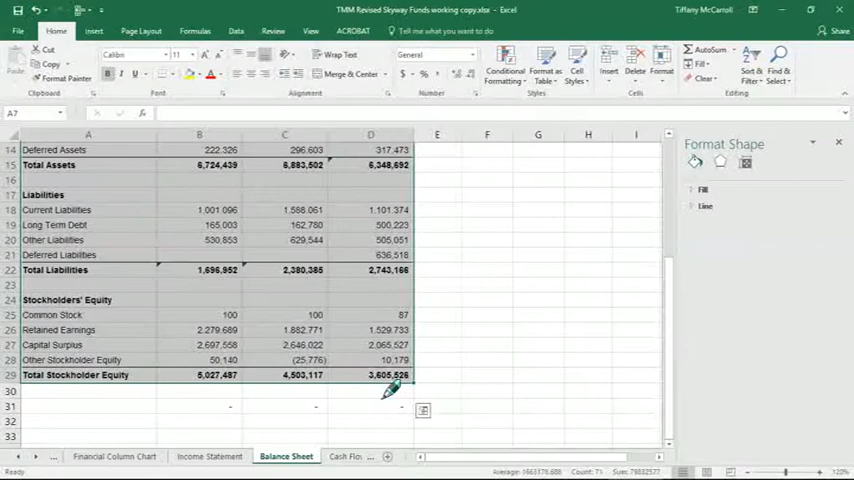 TMM Revised Skyway Funds working copy.xlsx - Excel
Tiffany McCarroll
File Home Insert Page Layout Formulas Data Review View ACROBAT Tell me what you want to do Share
Paste
Cut
Copy
Format Painter
Clipboard
Calibri 11
B I U
Font
Wrap Text
Merge & Center
Alignment
General
$ % ,
Number
Conditional Formatting
Format as Table
Cell Styles
Styles
Insert Delete Format
Cells
AutoSum
Fill
Clear
Sort & Filter
Find & Select
Editing
A7 fx
A B C D E F G H I
14 Deferred Assets 222.326 296.603 317.473
15 Total Assets 6,724,439 6,883,502 6,348,692
16
17 Liabilities
18 Current Liabilities 1,001.096 1,588.061 1,101.374
19 Long Term Debt 165,003 162,780 500,223
20 Other Liabilities 530,853 629,544 505,051
21 Deferred Liabilities 636,518
22 Total Liabilities 1,696,952 2,380,385 2,743,166
23
24 Stockholders' Equity
25 Common Stock 100 100 87
26 Retained Earnings 2,279,689 1,882,771 1,529,733
27 Capital Surplus 2,697,558 2,646,022 2,065,527
28 Other Stockholder Equity 50,140 (25,776) 10,179
29 Total Stockholder Equity 5,027,487 4,503,117 3,605,526
30
31 - - -
32
33
Format Shape
Fill
Line
Financial Column Chart Income Statement Balance Sheet Cash Flo ...
Average: 1663178.688 Count: 71 Sum: 79832577 120%